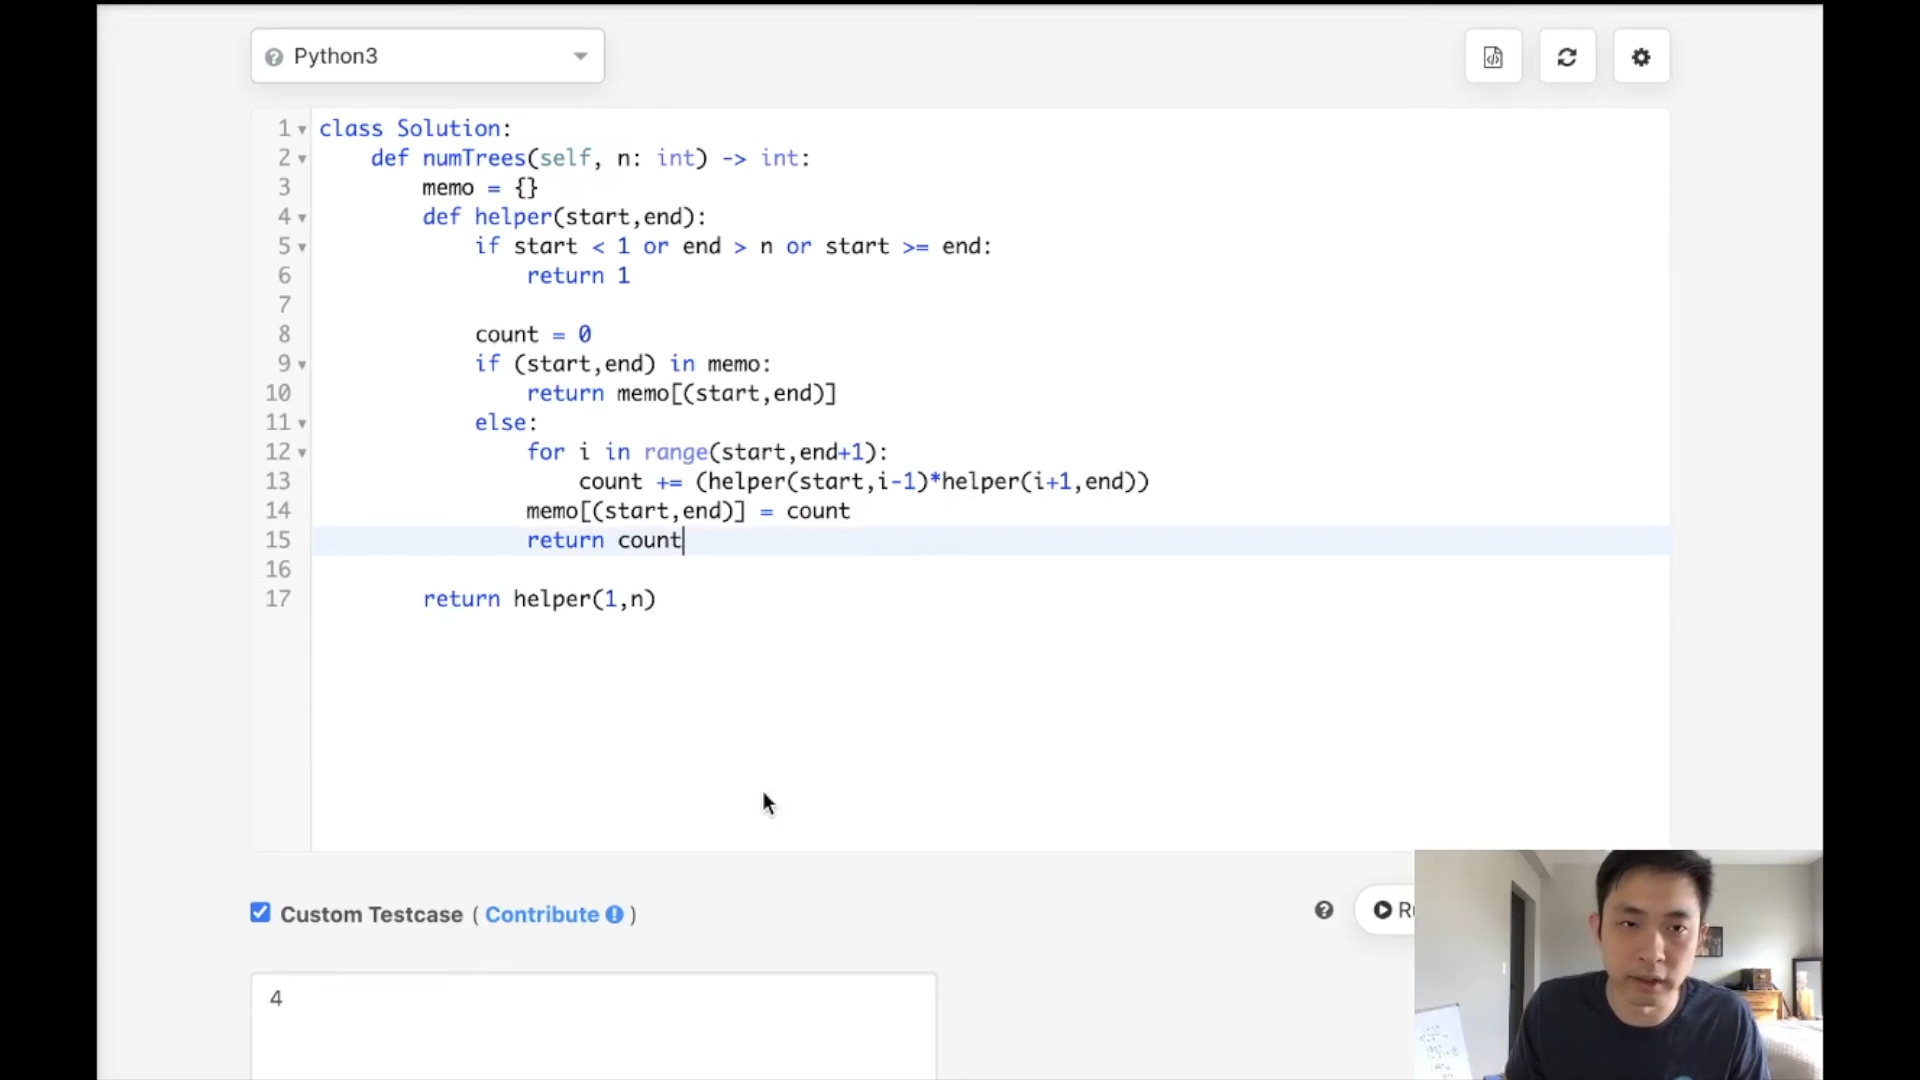 Python3
1 class Solution:
2 def numTrees(self, n: int) -> int:
3 memo = {}
4 def helper(start,end):
5 if start < 1 or end > n or start >= end:
6 return 1
7
8 count = 0
9 if (start,end) in memo:
10 return memo[(start,end)]
11 else:
12 for i in range(start,end+1):
13 count += (helper(start,i-1)*helper(i+1,end))
14 memo[(start,end)] = count
15 return count
16
17 return helper(1,n)
Custom Testcase ( Contribute )
4